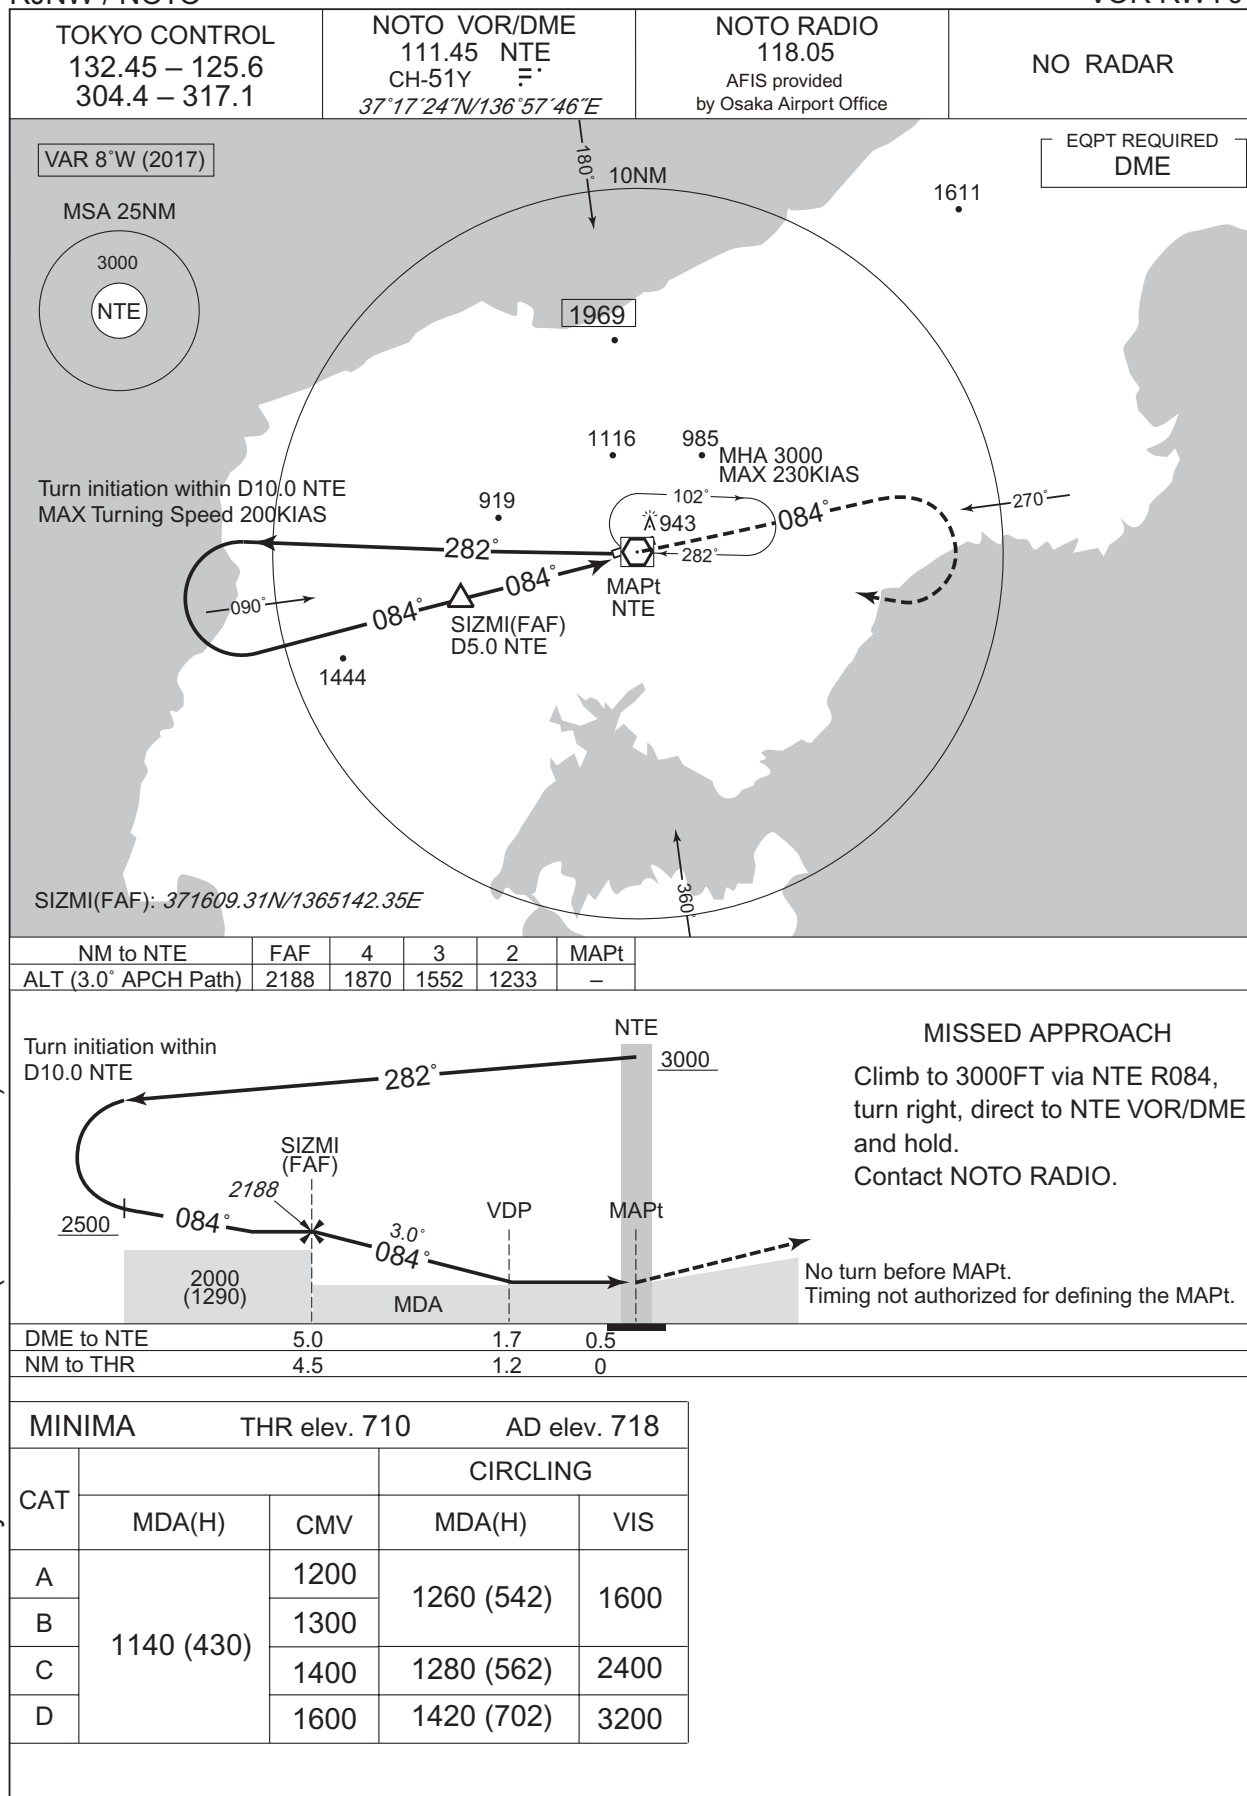 TOKYO CONTROL
132.45 – 125.6
304.4 – 317.1
NOTO VOR/DME
111.45 NTE
CH-51Y
37°17´24˝N/136°57´46˝E
NOTO RADIO
118.05
AFIS provided
by Osaka Airport Office
NO RADAR
VAR 8°W (2017)
MSA 25NM
3000
NTE
EQPT REQUIRED
DME
180°
10NM
1611
1969
1116
985
MHA 3000
MAX 230KIAS
Turn initiation within D10.0 NTE
MAX Turning Speed 200KIAS
919
102°
943
084°
270°
282°
282°
MAPt
NTE
084°
090°
084°
SIZMI(FAF)
D5.0 NTE
1444
360°
SIZMI(FAF): 371609.31N/1365142.35E
NM to NTE FAF 4 3 2 MAPt
ALT (3.0° APCH Path) 2188 1870 1552 1233 –
Turn initiation within
D10.0 NTE
NTE
3000
282°
SIZMI
(FAF)
2188
VDP
MAPt
2500
084°
3.0°
084°
2000
(1290)
MDA
MISSED APPROACH
Climb to 3000FT via NTE R084,
turn right, direct to NTE VOR/DME
and hold.
Contact NOTO RADIO.
No turn before MAPt.
Timing not authorized for defining the MAPt.
DME to NTE 5.0 1.7 0.5
NM to THR 4.5 1.2 0
MINIMA THR elev. 710 AD elev. 718
CAT
CIRCLING
MDA(H) CMV MDA(H) VIS
A 1200
1260 (542) 1600
B 1300
1140 (430)
C 1400 1280 (562) 2400
D 1600 1420 (702) 3200